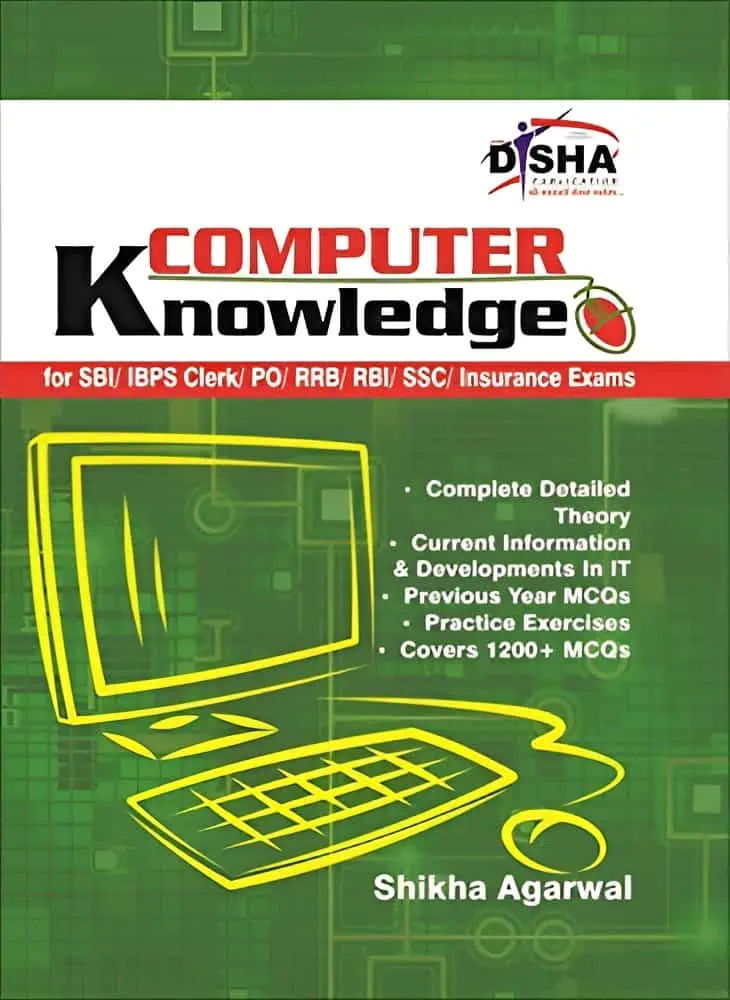 DISHA
PUBLICATION
COMPUTER
Knowledge
for SBI/ IBPS Clerk/ PO/ RRB/ RBI/ SSC/ Insurance Exams
• Complete Detailed
Theory
• Current Information
& Developments In IT
• Previous Year MCQs
• Practice Exercises
• Covers 1200+ MCQs
Shikha Agarwal